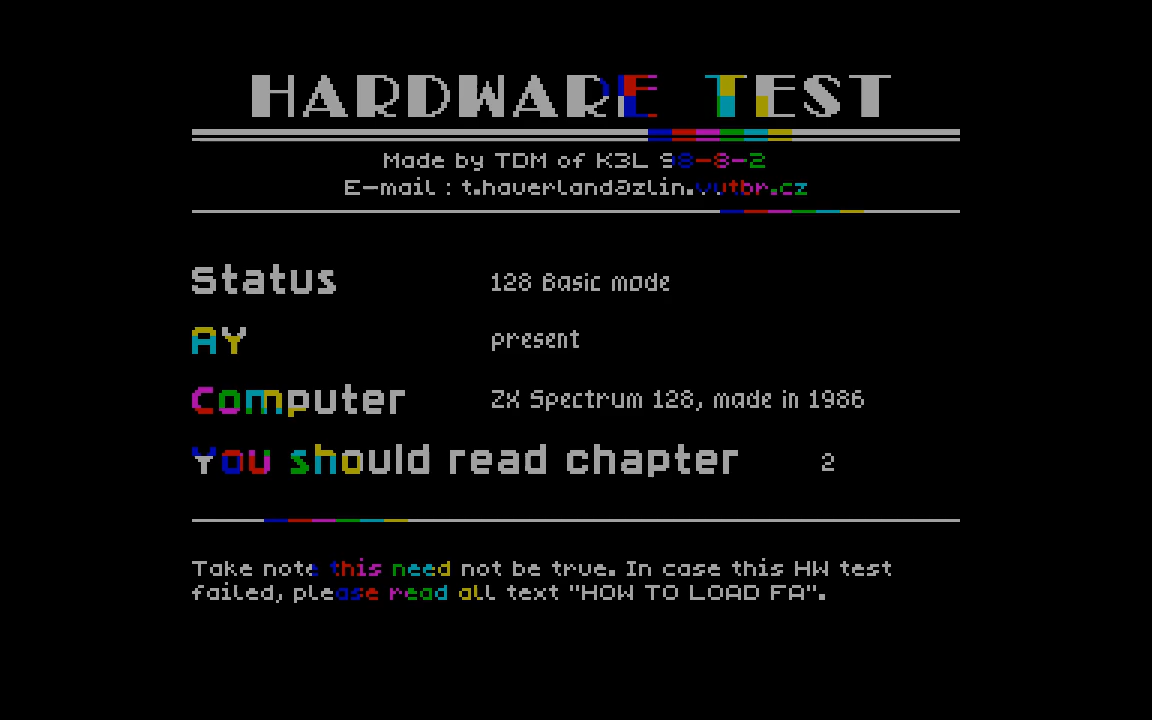 HARDWARE TEST
Made by TDM of K3L 98-8-2
E-mail : t.haverland@zlin.vutbr.cz
Status 128 Basic mode
AY present
Computer ZX Spectrum 128, made in 1986
You should read chapter 2
Take note this need not be true. In case this HW test
failed, please read all text "HOW TO LOAD FA".